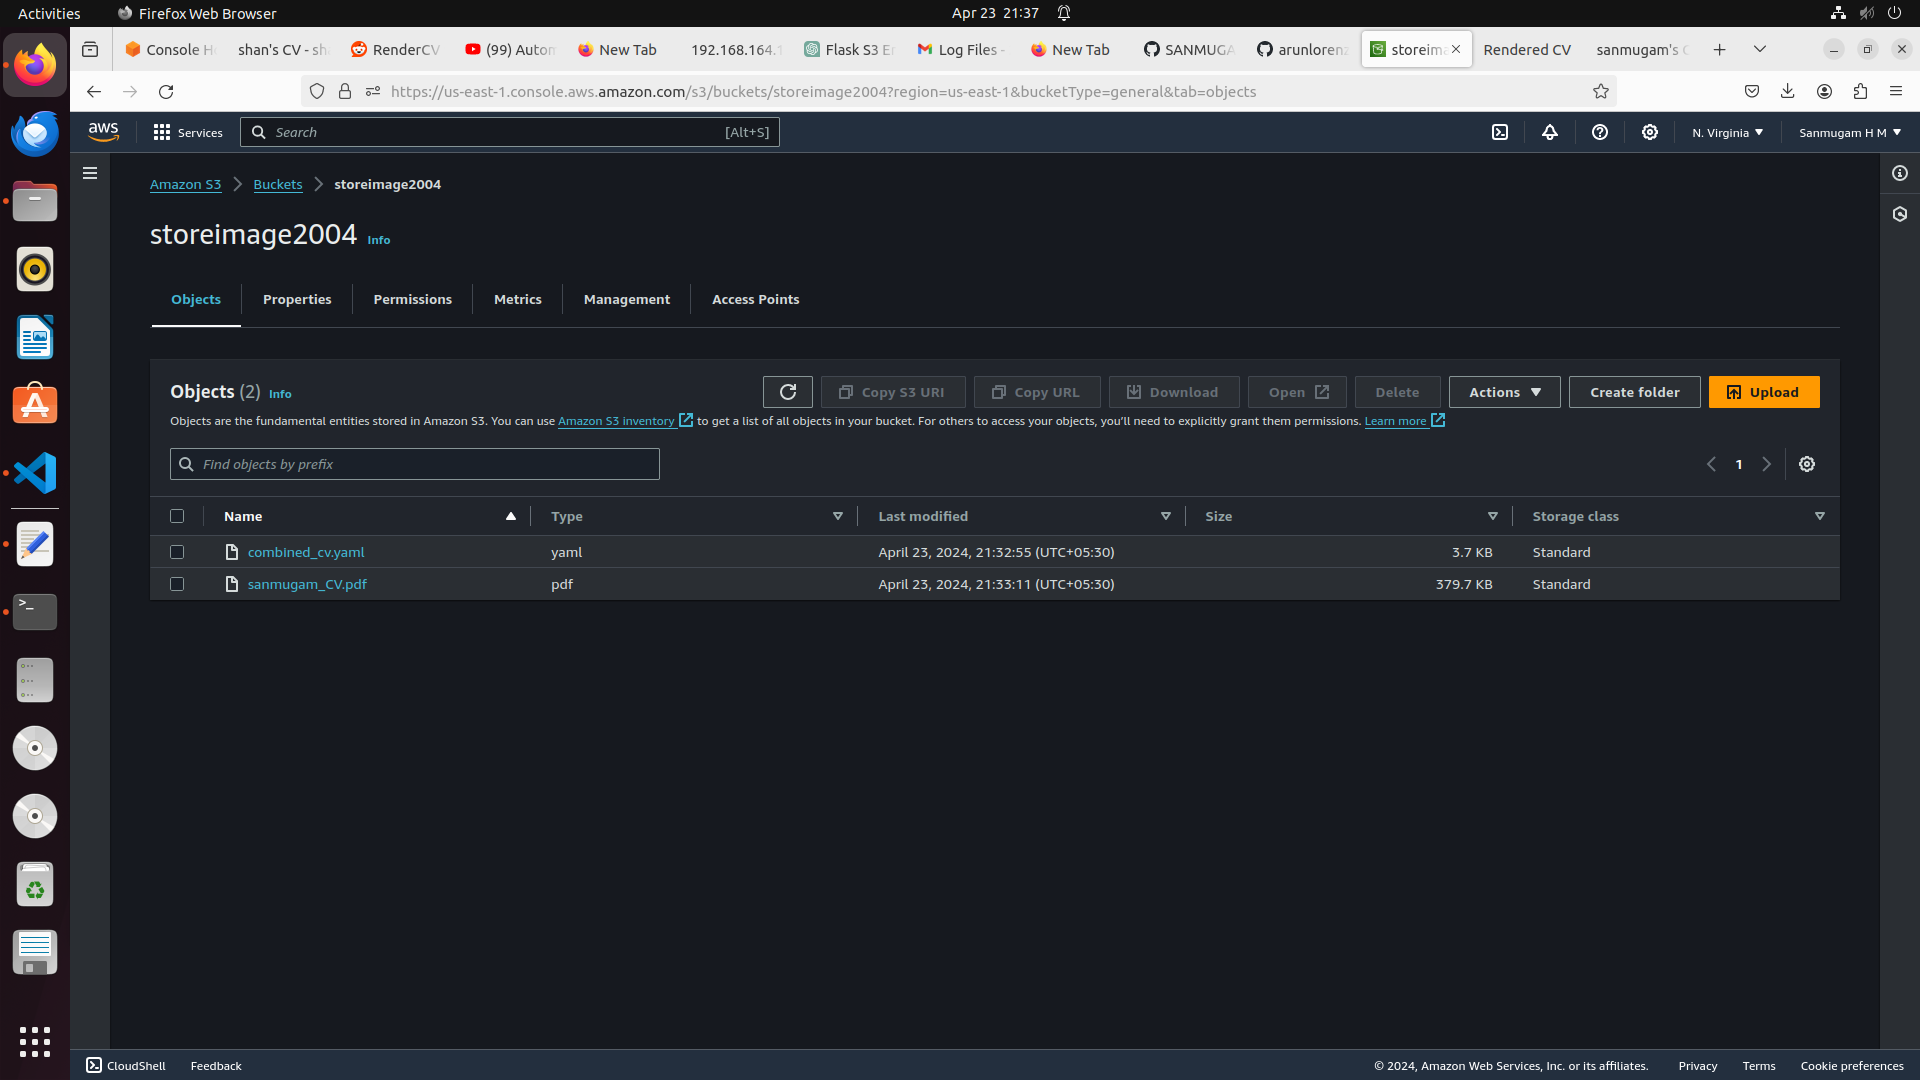 Activities
Firefox Web Browser
Apr 23 21:37
Console H
shan's CV - sh
RenderCV
(99) Autom
New Tab
192.168.164.1
Flask S3 E
Log Files -
New Tab
SANMUGA
arunlorenz
storeima
Rendered CV
sanmugam's C
https://us-east-1.console.aws.amazon.com/s3/buckets/storeimage2004?region=us-east-1&bucketType=general&tab=objects
aws
Services
Search
[Alt+S]
N. Virginia
Sanmugam H M
Amazon S3
Buckets
storeimage2004
storeimage2004 Info
Objects
Properties
Permissions
Metrics
Management
Access Points
Objects (2) Info
Copy S3 URI
Copy URL
Download
Open
Delete
Actions
Create folder
Upload
Objects are the fundamental entities stored in Amazon S3. You can use Amazon S3 inventory to get a list of all objects in your bucket. For others to access your objects, you'll need to explicitly grant them permissions. Learn more
Find objects by prefix
1
Name Type Last modified Size Storage class
combined_cv.yaml yaml April 23, 2024, 21:32:55 (UTC+05:30) 3.7 KB Standard
sanmugam_CV.pdf pdf April 23, 2024, 21:33:11 (UTC+05:30) 379.7 KB Standard
CloudShell
Feedback
© 2024, Amazon Web Services, Inc. or its affiliates.
Privacy
Terms
Cookie preferences